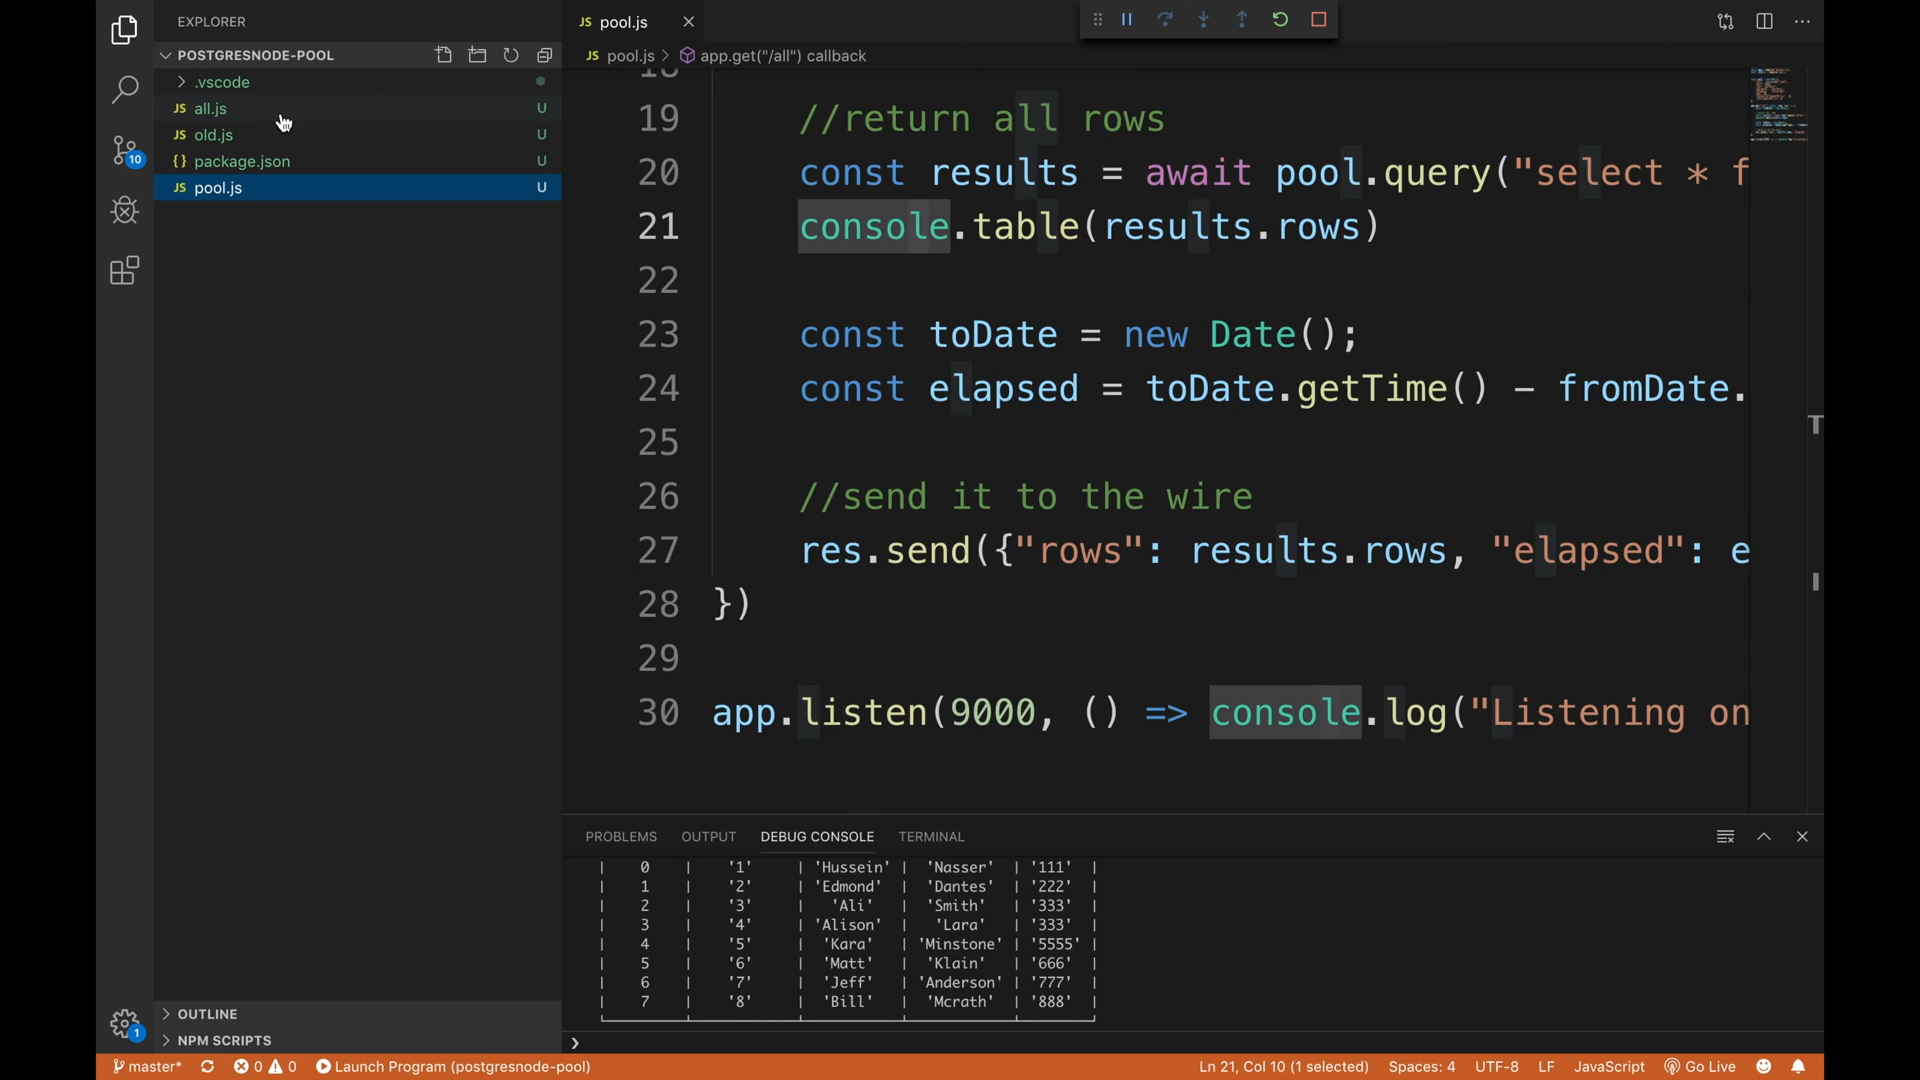 EXPLORER
POSTGRESNODE-POOL
.vscode
JS all.js U
JS old.js U
{} package.json U
JS pool.js U
OUTLINE
NPM SCRIPTS
10
1
JS pool.js
JS pool.js > app.get("/all") callback
18
19 //return all rows
20 const results = await pool.query("select * f
21 console.table(results.rows)
22
23 const toDate = new Date();
24 const elapsed = toDate.getTime() - fromDate.
25
26 //send it to the wire
27 res.send({"rows": results.rows, "elapsed": e
28 })
29
30 app.listen(9000, () => console.log("Listening on
PROBLEMS OUTPUT DEBUG CONSOLE TERMINAL
| 0 | '1' | 'Hussein' | 'Nasser' | '111' |
| 1 | '2' | 'Edmond' | 'Dantes' | '222' |
| 2 | '3' | 'Ali' | 'Smith' | '333' |
| 3 | '4' | 'Alison' | 'Lara' | '333' |
| 4 | '5' | 'Kara' | 'Minstone' | '5555' |
| 5 | '6' | 'Matt' | 'Klain' | '666' |
| 6 | '7' | 'Jeff' | 'Anderson' | '777' |
| 7 | '8' | 'Bill' | 'Mcrath' | '888' |
master* 0 0 Launch Program (postgresnode-pool) Ln 21, Col 10 (1 selected) Spaces: 4 UTF-8 LF JavaScript Go Live